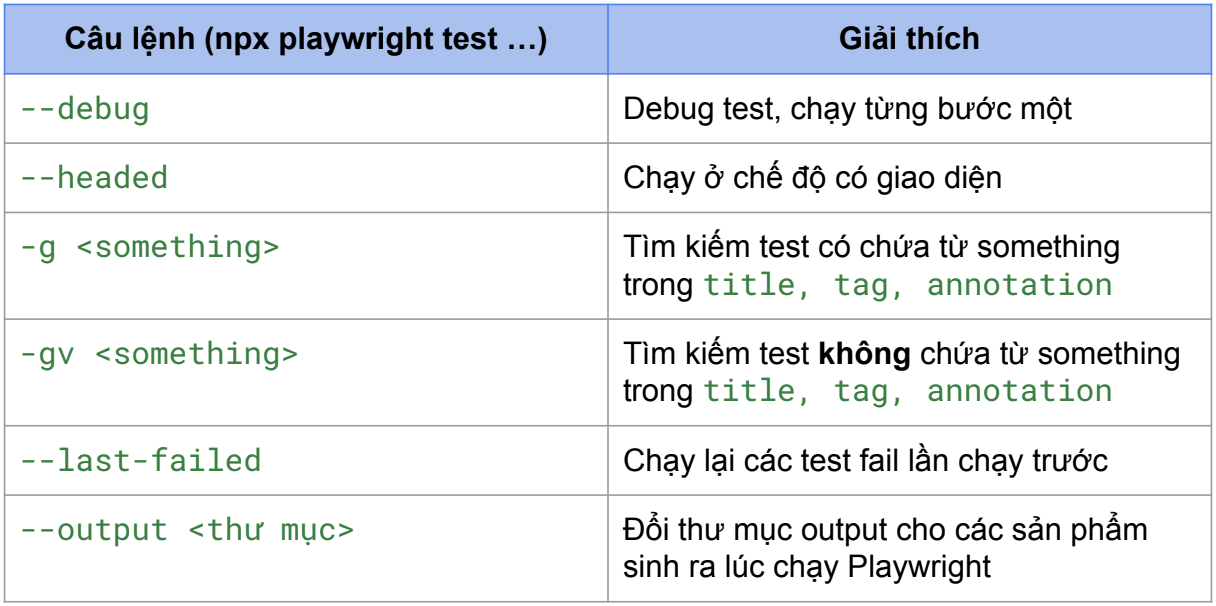 Câu lệnh (npx playwright test …)
Giải thích
--debug
Debug test, chạy từng bước một
--headed
Chạy ở chế độ có giao diện
-g <something>
Tìm kiếm test có chứa từ something
trong title, tag, annotation
-gv <something>
Tìm kiếm test không chứa từ something
trong title, tag, annotation
--last-failed
Chạy lại các test fail lần chạy trước
--output <thư mục>
Đổi thư mục output cho các sản phẩm
sinh ra lúc chạy Playwright